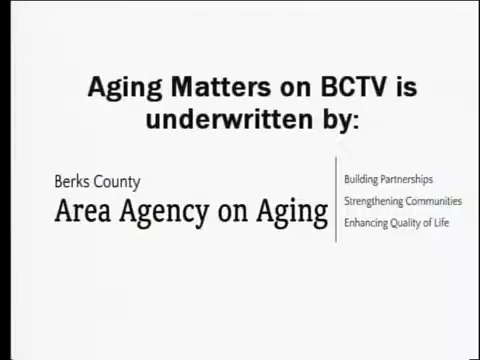 Aging Matters on BCTV is
underwritten by:
Berks County
Area Agency on Aging
Building Partnerships
Strengthening Communities
Enhancing Quality of Life